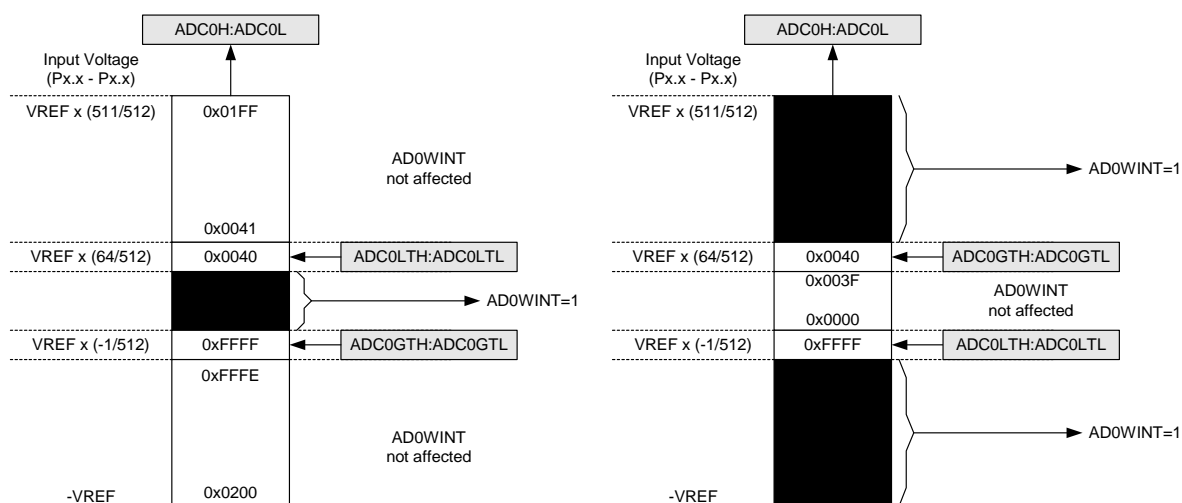 ADC0H:ADC0L
Input Voltage
(Px.x - Px.x)
VREF x (511/512)
0x01FF
AD0WINT
not affected
0x0041
VREF x (64/512)
0x0040
ADC0LTH:ADC0LTL
AD0WINT=1
VREF x (-1/512)
0xFFFF
ADC0GTH:ADC0GTL
0xFFFE
AD0WINT
not affected
-VREF
0x0200
ADC0H:ADC0L
Input Voltage
(Px.x - Px.x)
VREF x (511/512)
AD0WINT=1
VREF x (64/512)
0x0040
ADC0GTH:ADC0GTL
0x003F
AD0WINT
not affected
0x0000
VREF x (-1/512)
0xFFFF
ADC0LTH:ADC0LTL
AD0WINT=1
-VREF